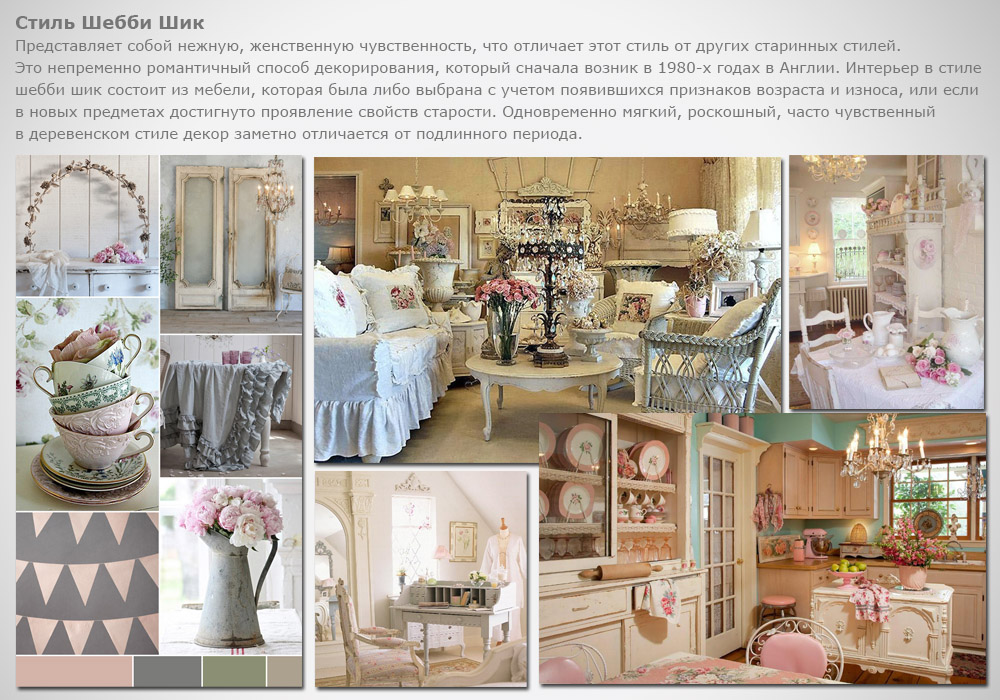 Стиль Шебби Шик
Представляет собой нежную, женственную чувственность, что отличает этот стиль от других старинных стилей.
Это непременно романтичный способ декорирования, который сначала возник в 1980-х годах в Англии. Интерьер в стиле
шебби шик состоит из мебели, которая была либо выбрана с учетом появившихся признаков возраста и износа, или если
в новых предметах достигнуто проявление свойств старости. Одновременно мягкий, роскошный, часто чувственный
в деревенском стиле декор заметно отличается от подлинного периода.